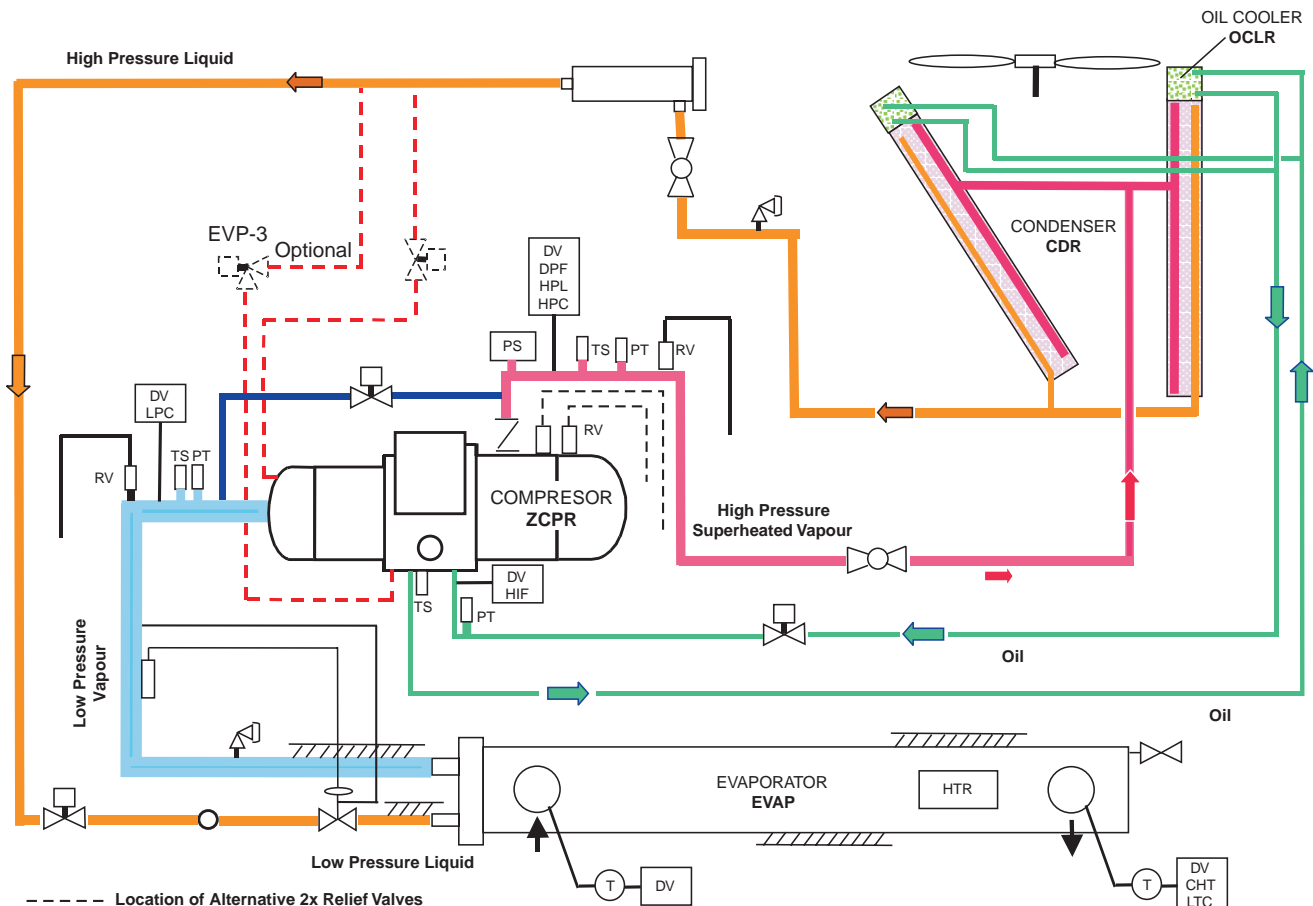 OIL COOLER
OCLR
High Pressure Liquid
EVP-3
Optional
CONDENSER
CDR
DV
DPF
HPL
HPC
PS
TS
PT
RV
DV
LPC
RV
TS PT
RV
COMPRESOR
ZCPR
High Pressure
Superheated Vapour
DV
HIF
TS
PT
Oil
Low Pressure
Vapour
Oil
EVAPORATOR
EVAP
HTR
Low Pressure Liquid
T
DV
T
DV
CHT
LTC
Location of Alternative 2x Relief Valves